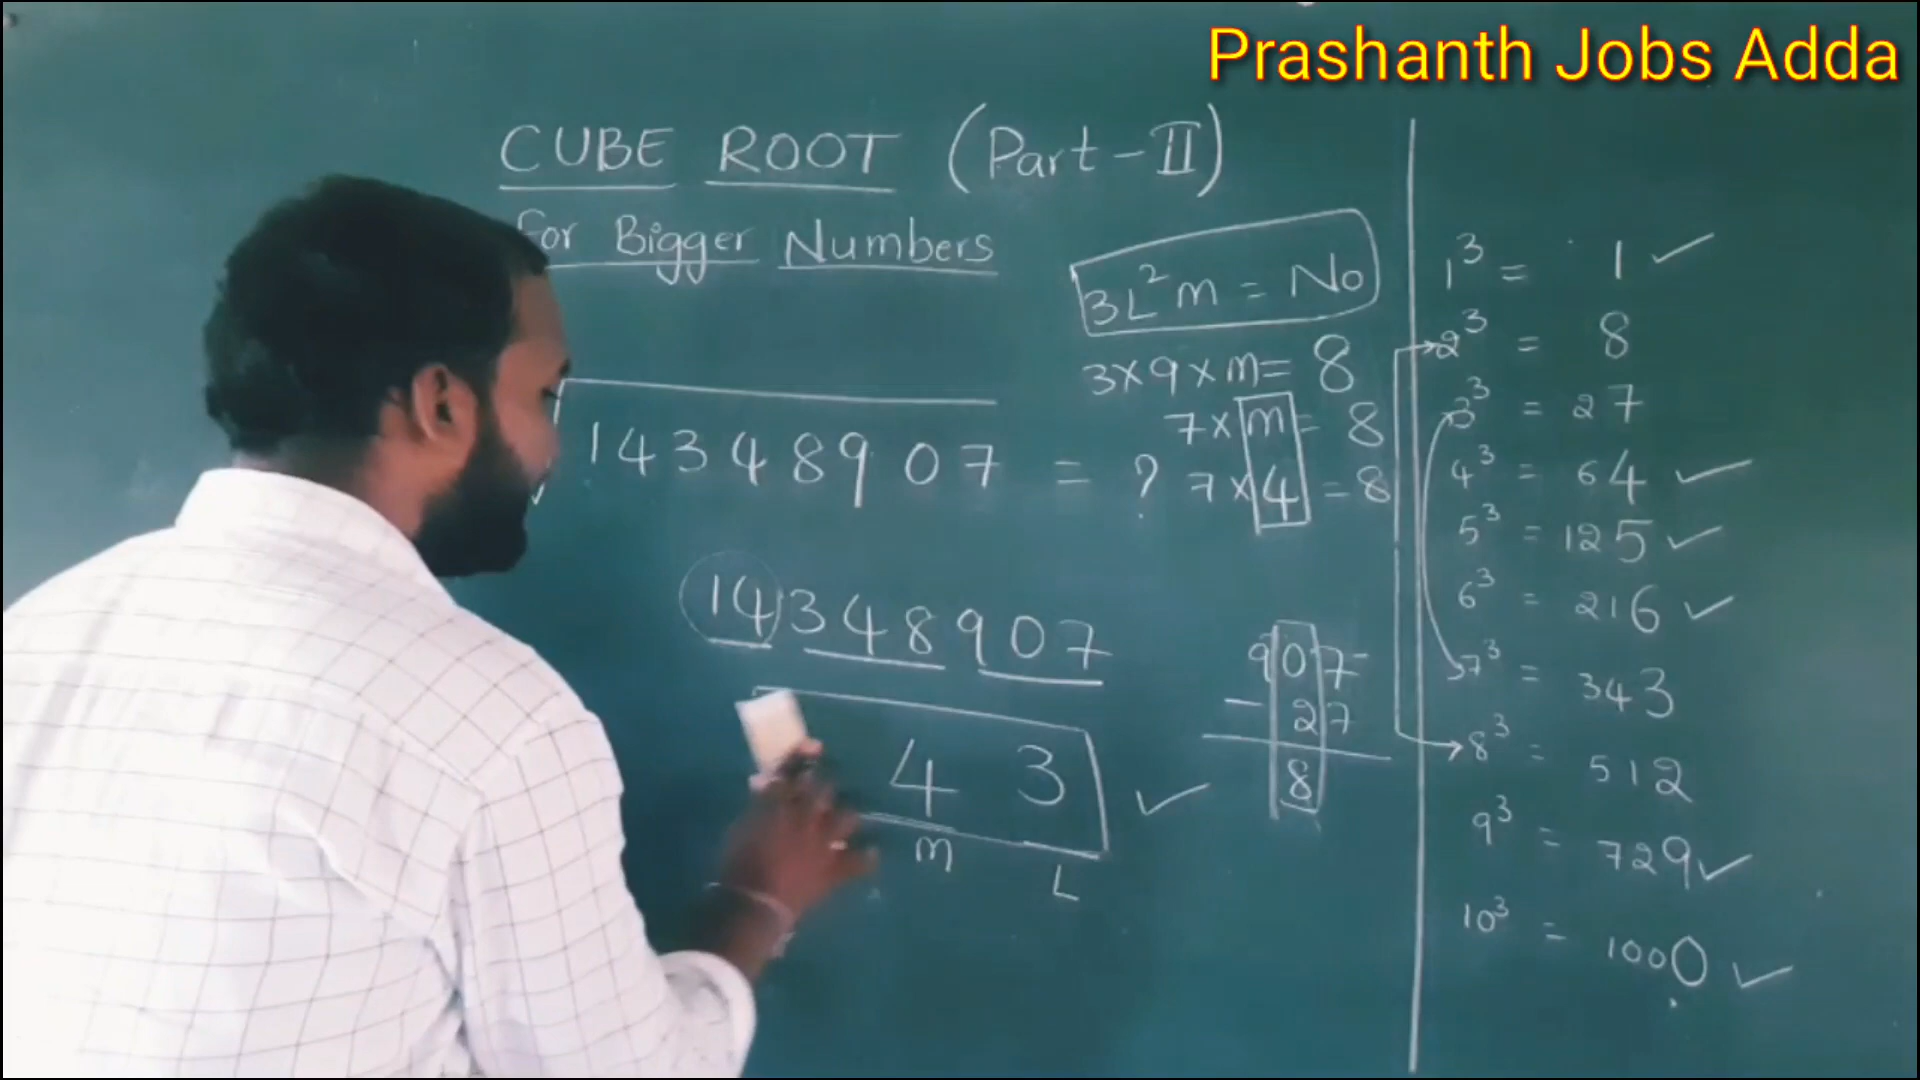 Prashanth Jobs Adda
CUBE ROOT (Part-II)
For Bigger Numbers
14348907 = ?
3L²m = No
3×9×m= 8
7×m= 8
7×4 = 8
14348907
4 3 ✓
m L
907
- 27
8
1³ = 1 ✓
2³ = 8
3³ = 27
4³ = 64 ✓
5³ = 125 ✓
6³ = 216 ✓
7³ = 343
8³ = 512
9³ = 729 ✓
10³ = 1000 ✓